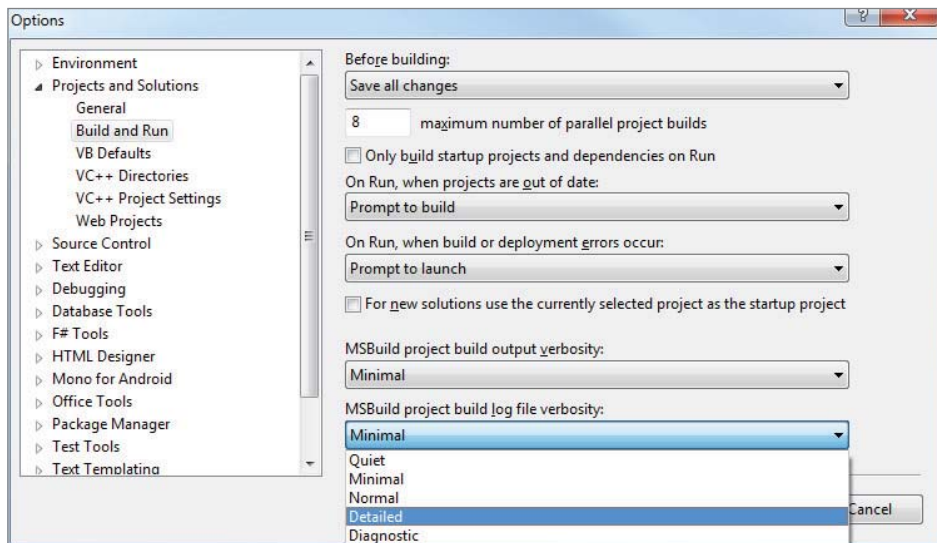 Options
Environment
Projects and Solutions
General
Build and Run
VB Defaults
VC++ Directories
VC++ Project Settings
Web Projects
Source Control
Text Editor
Debugging
Database Tools
F# Tools
HTML Designer
Mono for Android
Office Tools
Package Manager
Test Tools
Text Templating
Before building:
Save all changes
8 maximum number of parallel project builds
Only build startup projects and dependencies on Run
On Run, when projects are out of date:
Prompt to build
On Run, when build or deployment errors occur:
Prompt to launch
For new solutions use the currently selected project as the startup project
MSBuild project build output verbosity:
Minimal
MSBuild project build log file verbosity:
Minimal
Quiet
Minimal
Normal
Detailed
Diagnostic
Cancel